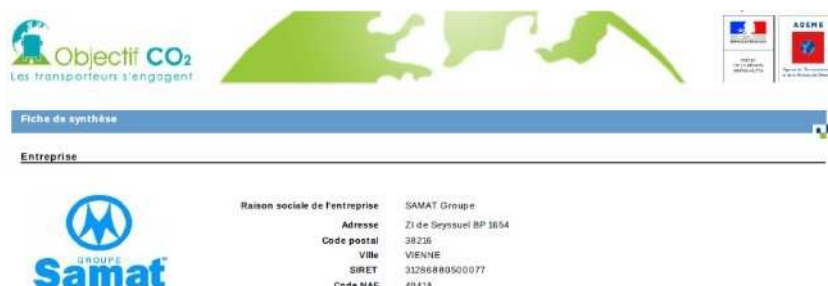 Objectif CO2
Les transporteurs s'engagent
ADEME
Fiche de synthèse
Entreprise
Raison sociale de l'entreprise SAMAT Groupe
Adresse ZI de Seyssuel BP 1654
Code postal 38216
Ville VIENNE
SIRET 31286880500077
Code NAF 4941A
GROUPE
Samat